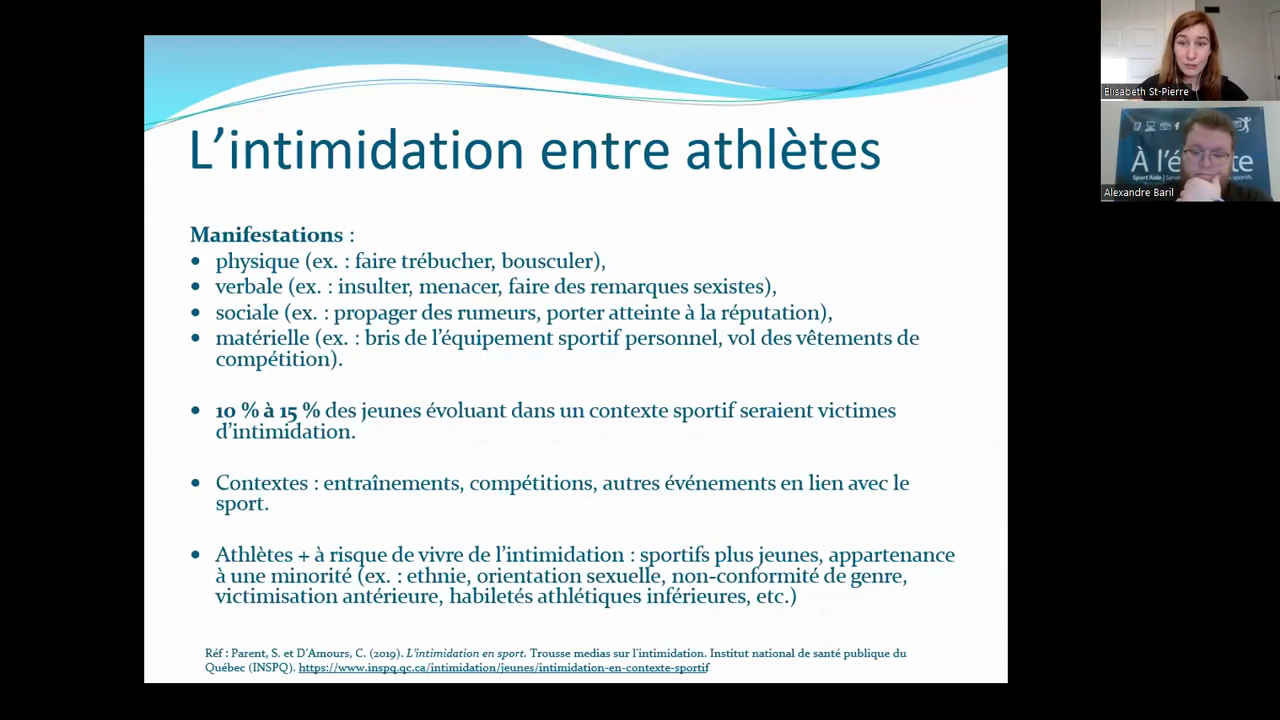 L’intimidation entre athlètes
Manifestations :
• physique (ex. : faire trébucher, bousculer),
• verbale (ex. : insulter, menacer, faire des remarques sexistes),
• sociale (ex. : propager des rumeurs, porter atteinte à la réputation),
• matérielle (ex. : bris de l’équipement sportif personnel, vol des vêtements de
compétition).
• 10 % à 15 % des jeunes évoluant dans un contexte sportif seraient victimes
d’intimidation.
• Contextes : entraînements, compétitions, autres événements en lien avec le
sport.
• Athlètes + à risque de vivre de l’intimidation : sportifs plus jeunes, appartenance
à une minorité (ex. : ethnie, orientation sexuelle, non-conformité de genre,
victimisation antérieure, habiletés athlétiques inférieures, etc.)
Réf : Parent, S. et D’Amours, C. (2019). L’intimidation en sport. Trousse medias sur l’intimidation. Institut national de santé publique du
Québec (INSPQ). https://www.inspq.qc.ca/intimidation/jeunes/intimidation-en-contexte-sportif
Elisabeth St-Pierre
À l’é
Sport'Aide
Alexandre Baril